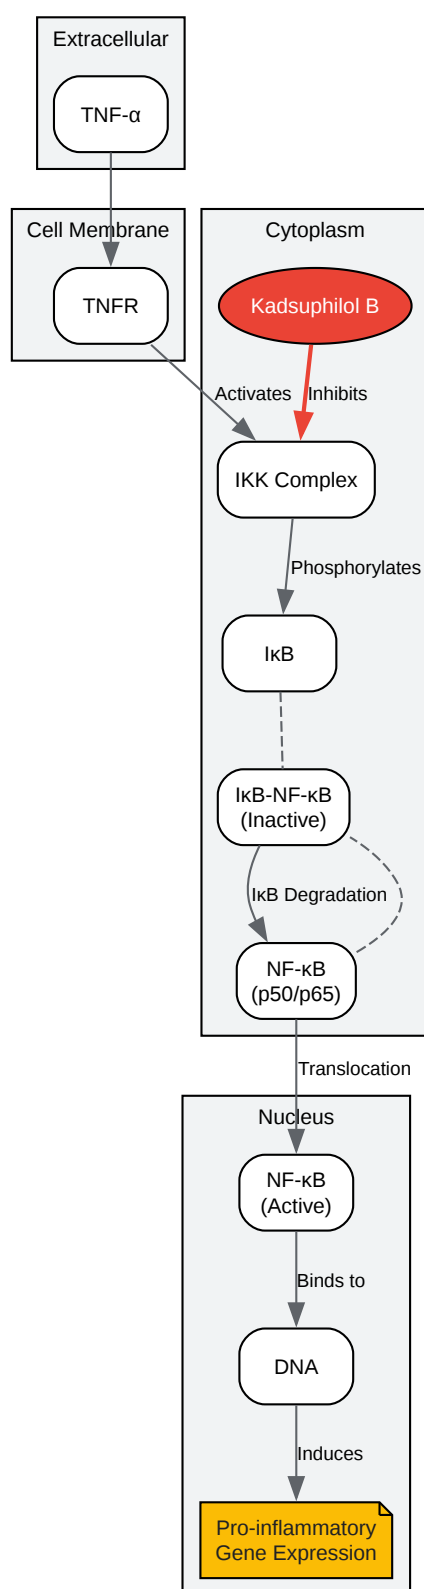 Extracellular
TNF-α
Cell Membrane
TNFR
Cytoplasm
Kadsuphilol B
Activates
Inhibits
IKK Complex
Phosphorylates
IκB
IκB-NF-κB
(Inactive)
IκB Degradation
NF-κB
(p50/p65)
Translocation
Nucleus
NF-κB
(Active)
Binds to
DNA
Induces
Pro-inflammatory
Gene Expression